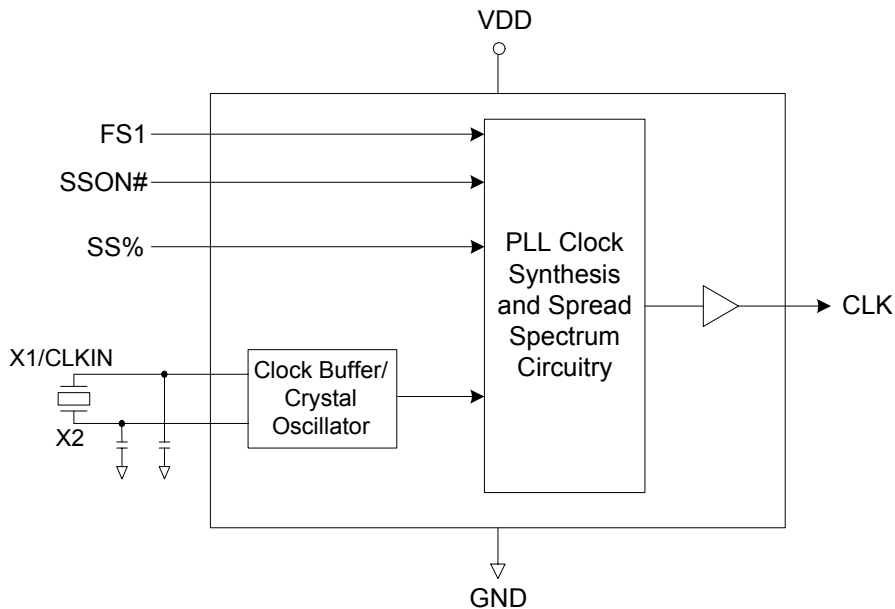 VDD
FS1
SSON#
SS%
PLL Clock
Synthesis
and Spread
Spectrum
Circuitry
CLK
X1/CLKIN
X2
Clock Buffer/
Crystal
Oscillator
GND